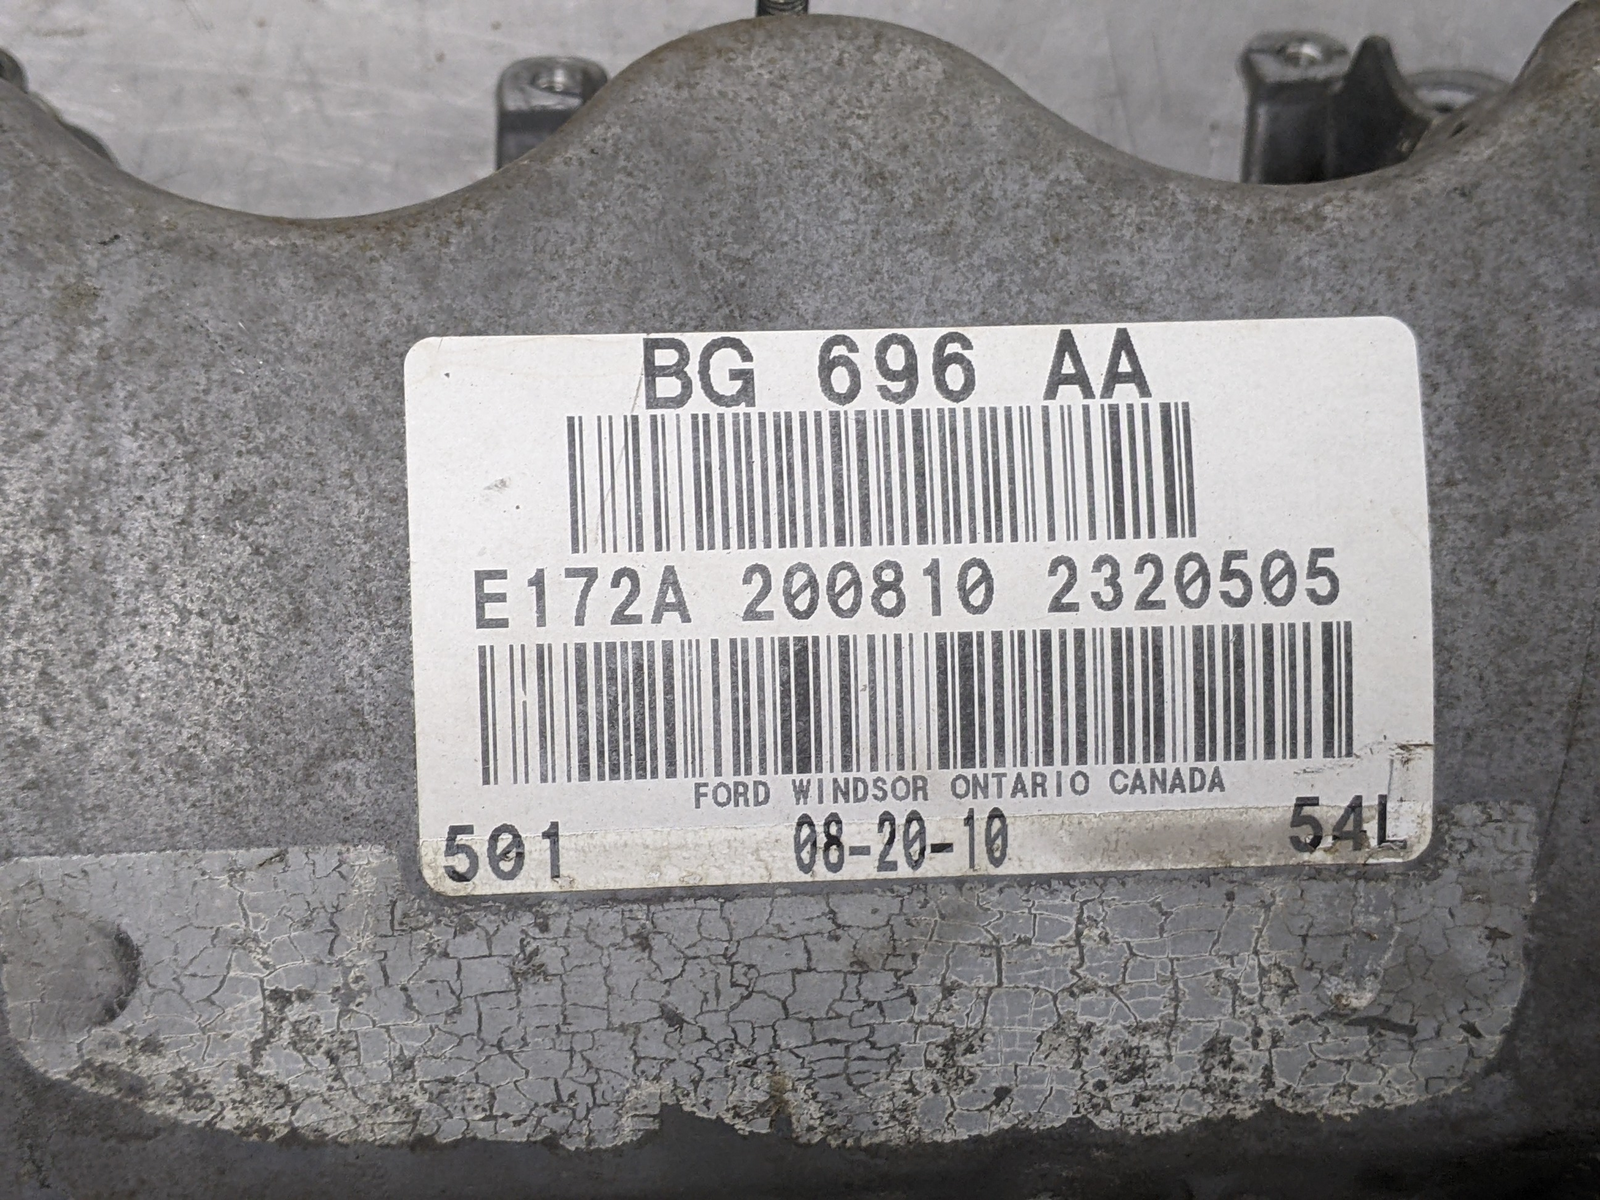 BG 696 AA
E172A 200810 2320505
FORD WINDSOR ONTARIO CANADA
501 08-20-10 54L